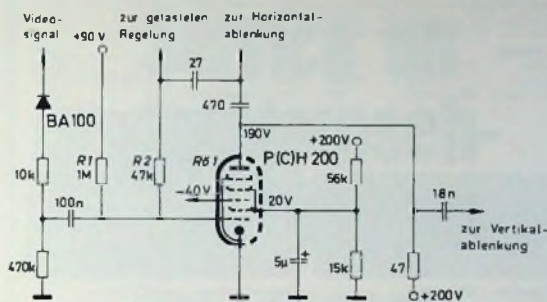 Video-
signal
+90 V
zur getasteten
Regelung
zur Horizontal-
ablenkung
27
470
190V
BA100
R1
1M
R2
47k
Rö1
P(C)H 200
+200V
10k
-40V
20V
56k
100n
18n
zur Vertikal-
ablenkung
470k
5µ
+
15k
47
+200V